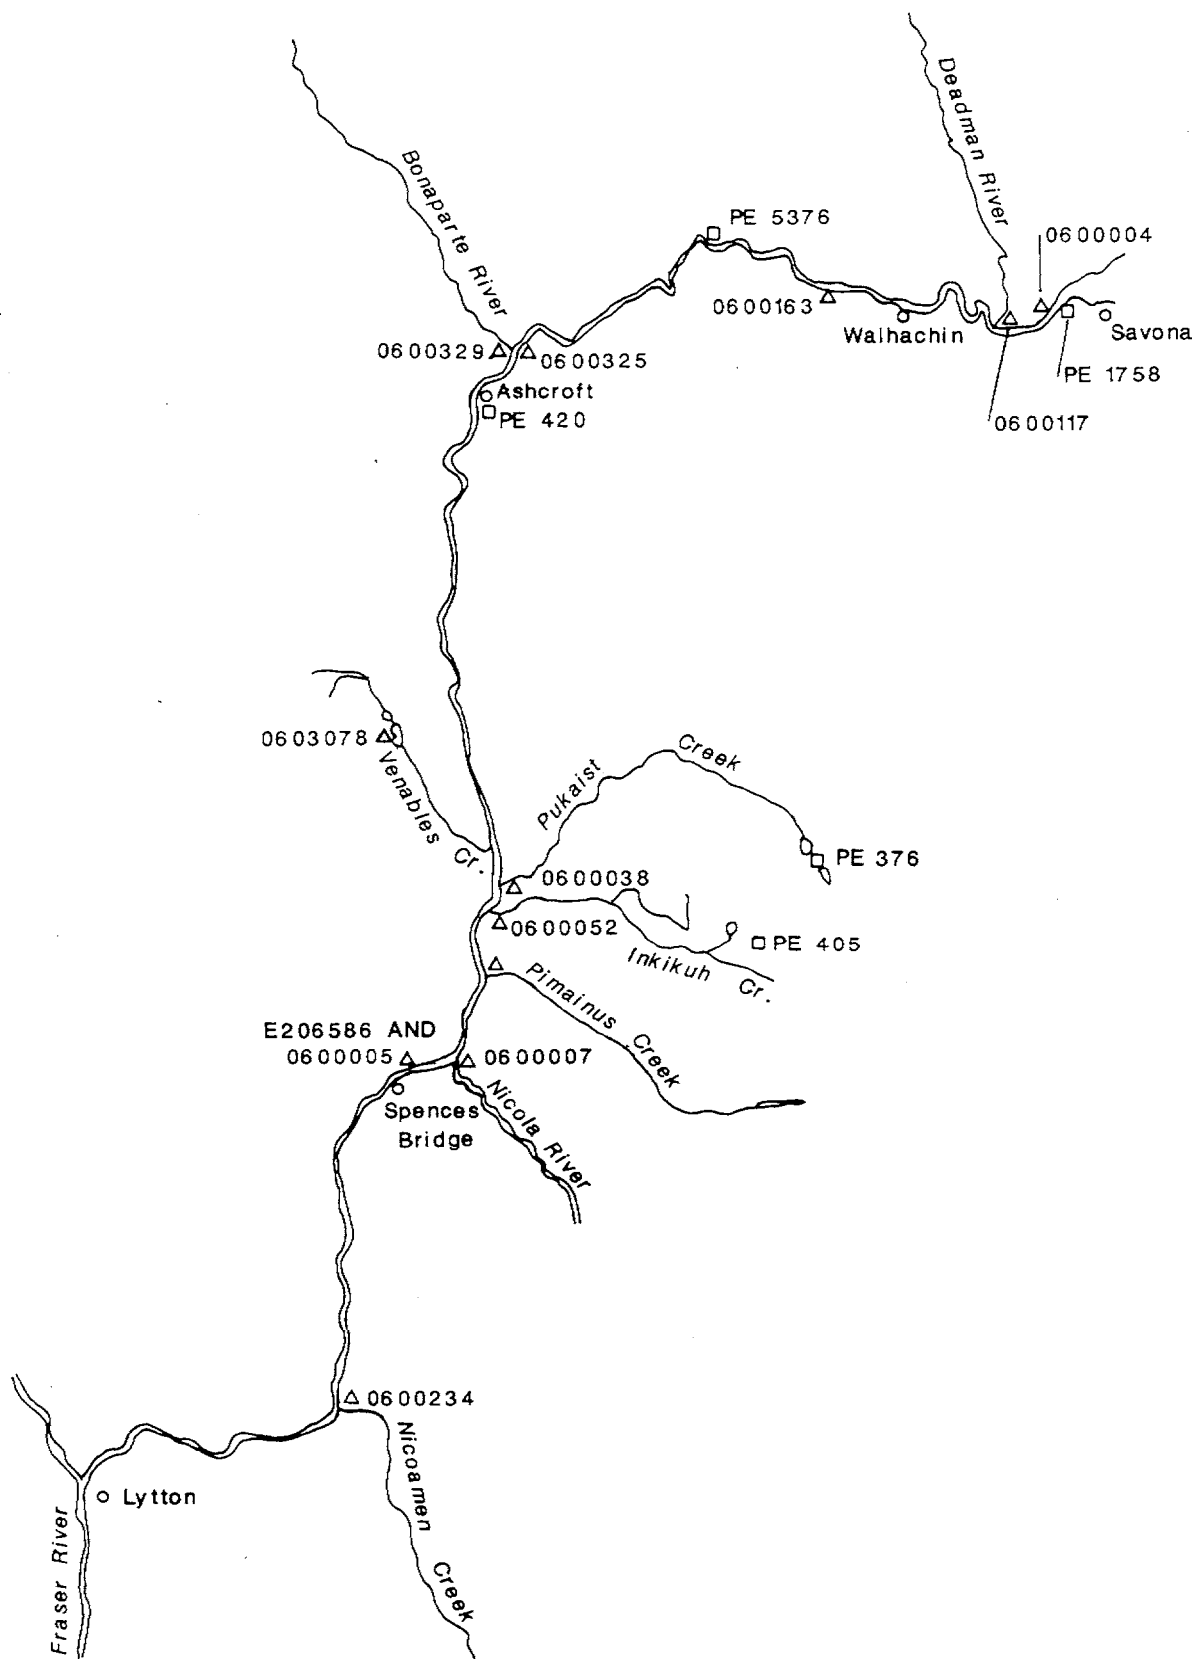 Deadman River
Bonaparte River
PE 5376
0600004
0600163
Walhachin
Savona
0600329
0600325
PE 1758
Ashcroft
PE 420
0600117
0603078
Venables Cr.
Pukaist Creek
PE 376
0600038
0600052
PE 405
Inkikuh Cr.
Pimainus Creek
E206586 AND
0600005
0600007
Spences
Bridge
Nicola River
0600234
Nicoamen Creek
Lytton
Fraser River